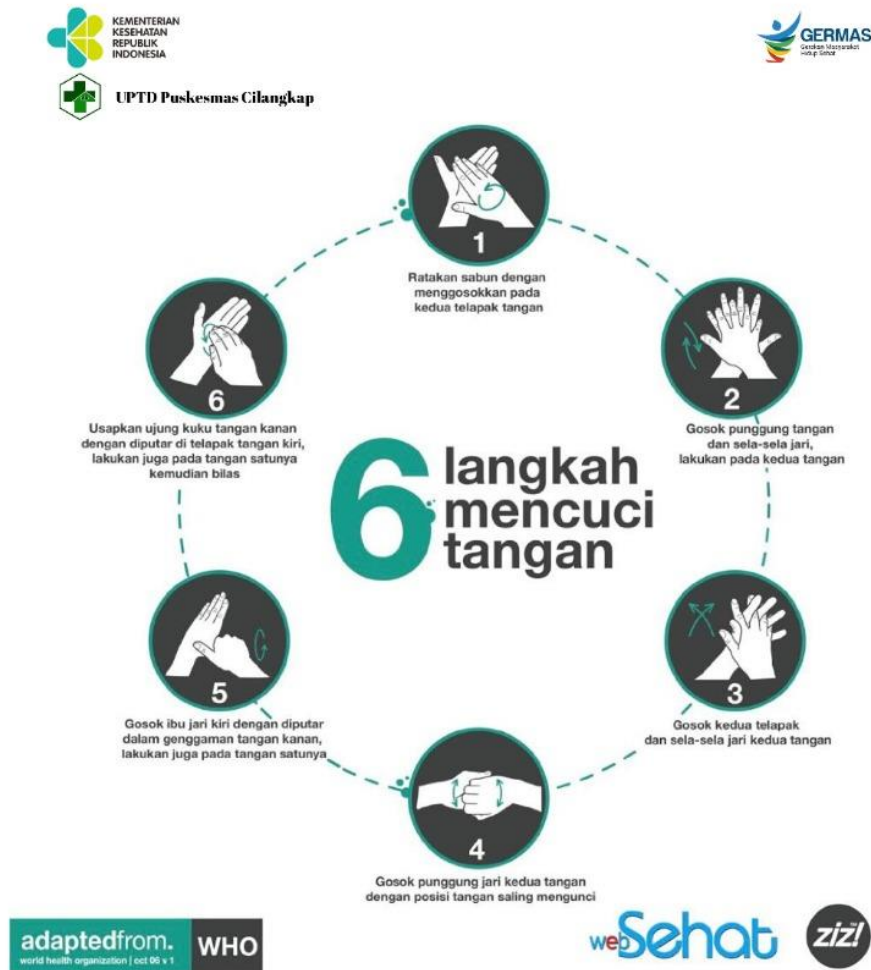 KEMENTERIAN
KESEHATAN
REPUBLIK
INDONESIA
GERMAS
Gerakan Masyarakat
Hidup Sehat
UPTD Puskesmas Cilangkap
1
Ratakan sabun dengan
menggosokkan pada
kedua telapak tangan
2
Gosok punggung tangan
dan sela-sela jari,
lakukan pada kedua tangan
3
Gosok kedua telapak
dan sela-sela jari kedua tangan
4
Gosok punggung jari kedua tangan
dengan posisi tangan saling mengunci
5
Gosok ibu jari kiri dengan diputar
dalam genggaman tangan kanan,
lakukan juga pada tangan satunya
6
Usapkan ujung kuku tangan kanan
dengan diputar di telapak tangan kiri,
lakukan juga pada tangan satunya
kemudian bilas
6 langkah
mencuci
tangan
adaptedfrom. WHO
world health organization | oct 06 v 1
webSehat
ziz!